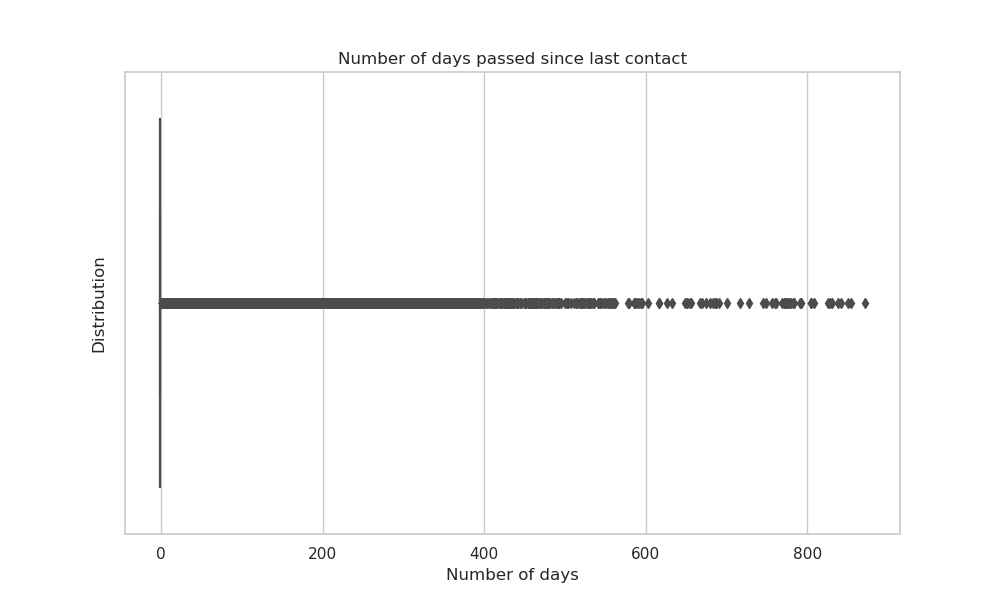 Number of days passed since last contact
Distribution
0 200 400 600 800
Number of days